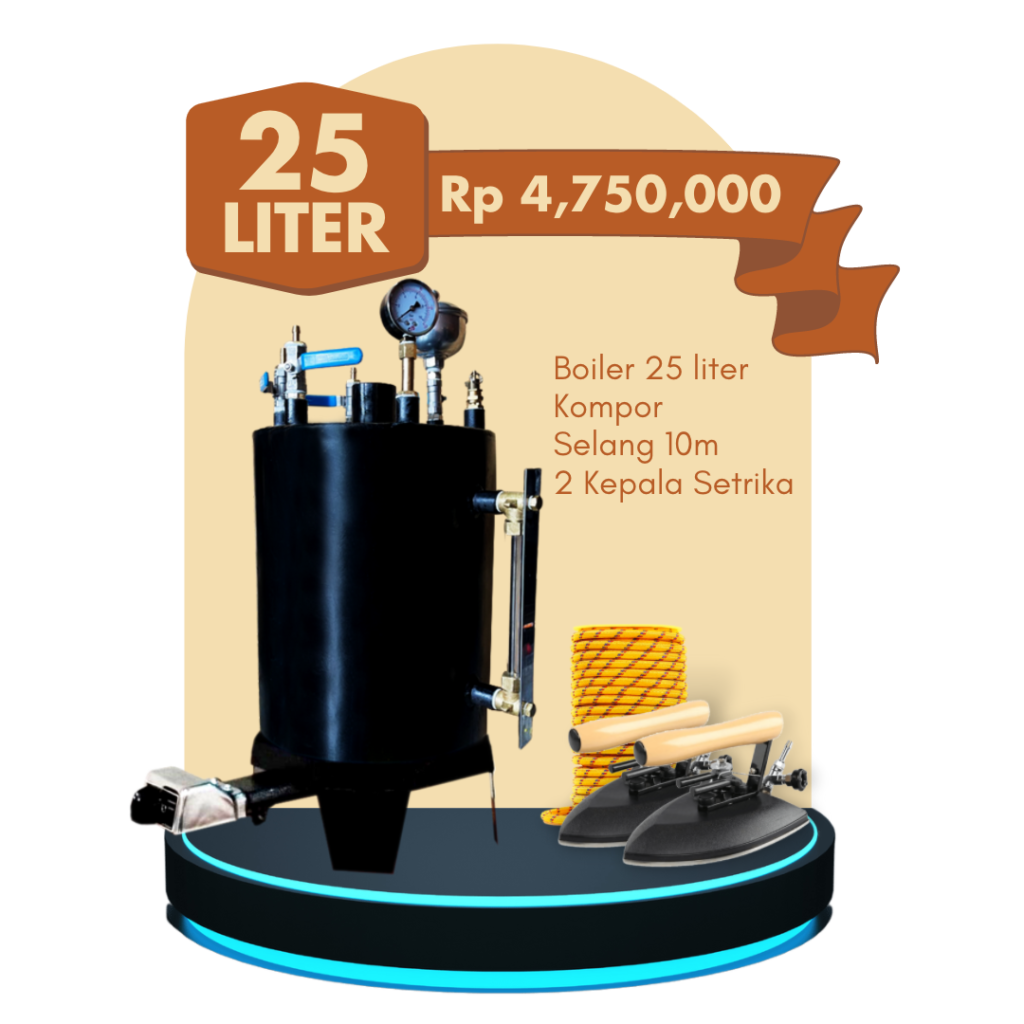 25
LITER
Rp 4,750,000
Boiler 25 liter
Kompor
Selang 10m
2 Kepala Setrika